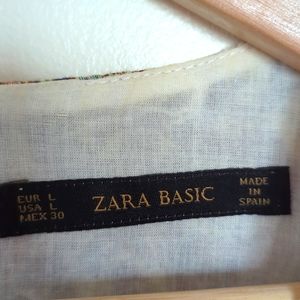 EUR L
USA L
MEX 30
ZARA BASIC
MADE
IN
SPAIN